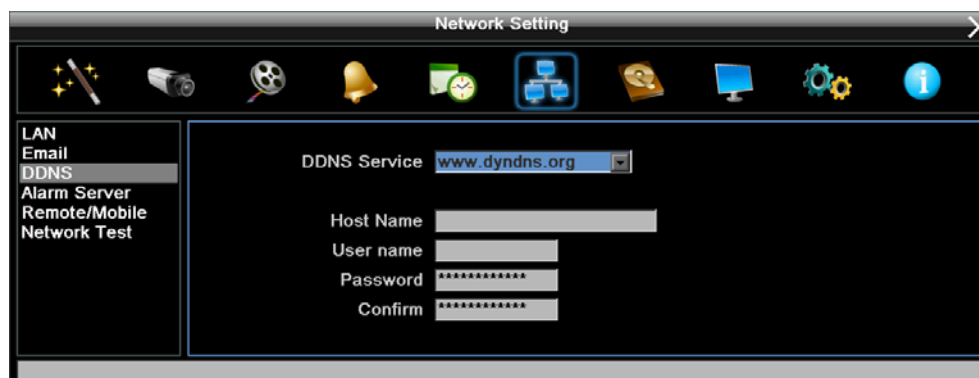 Network Setting
LAN
Email
DDNS
Alarm Server
Remote/Mobile
Network Test
DDNS Service www.dyndns.org
Host Name
User name
Password ************
Confirm ************